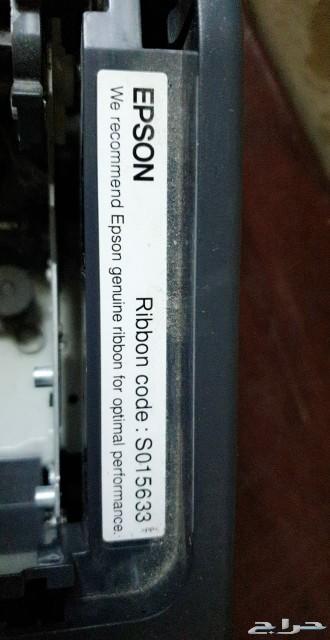 EPSON
Ribbon code : S015633
We recommend Epson genuine ribbon for optimal performance.
حراج